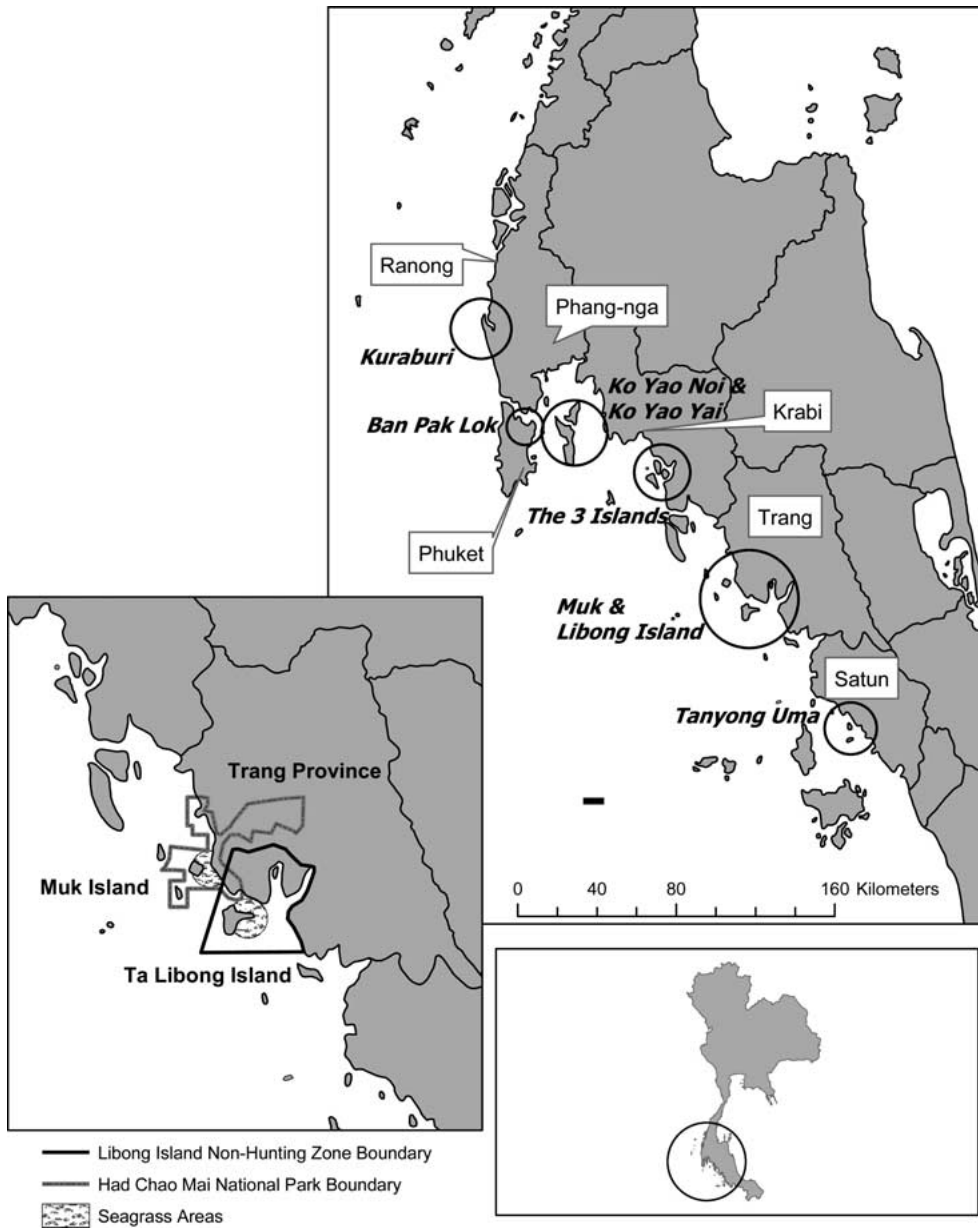 Ranong
Phang-nga
Kuraburi
Ko Yao Noi &
Ko Yao Yai
Krabi
Ban Pak Lok
The 3 Islands
Trang
Phuket
Muk &
Libong Island
Satun
Tanyong Uma
0 40 80 160 Kilometers
Trang Province
Muk Island
Ta Libong Island
Libong Island Non-Hunting Zone Boundary
Had Chao Mai National Park Boundary
Seagrass Areas